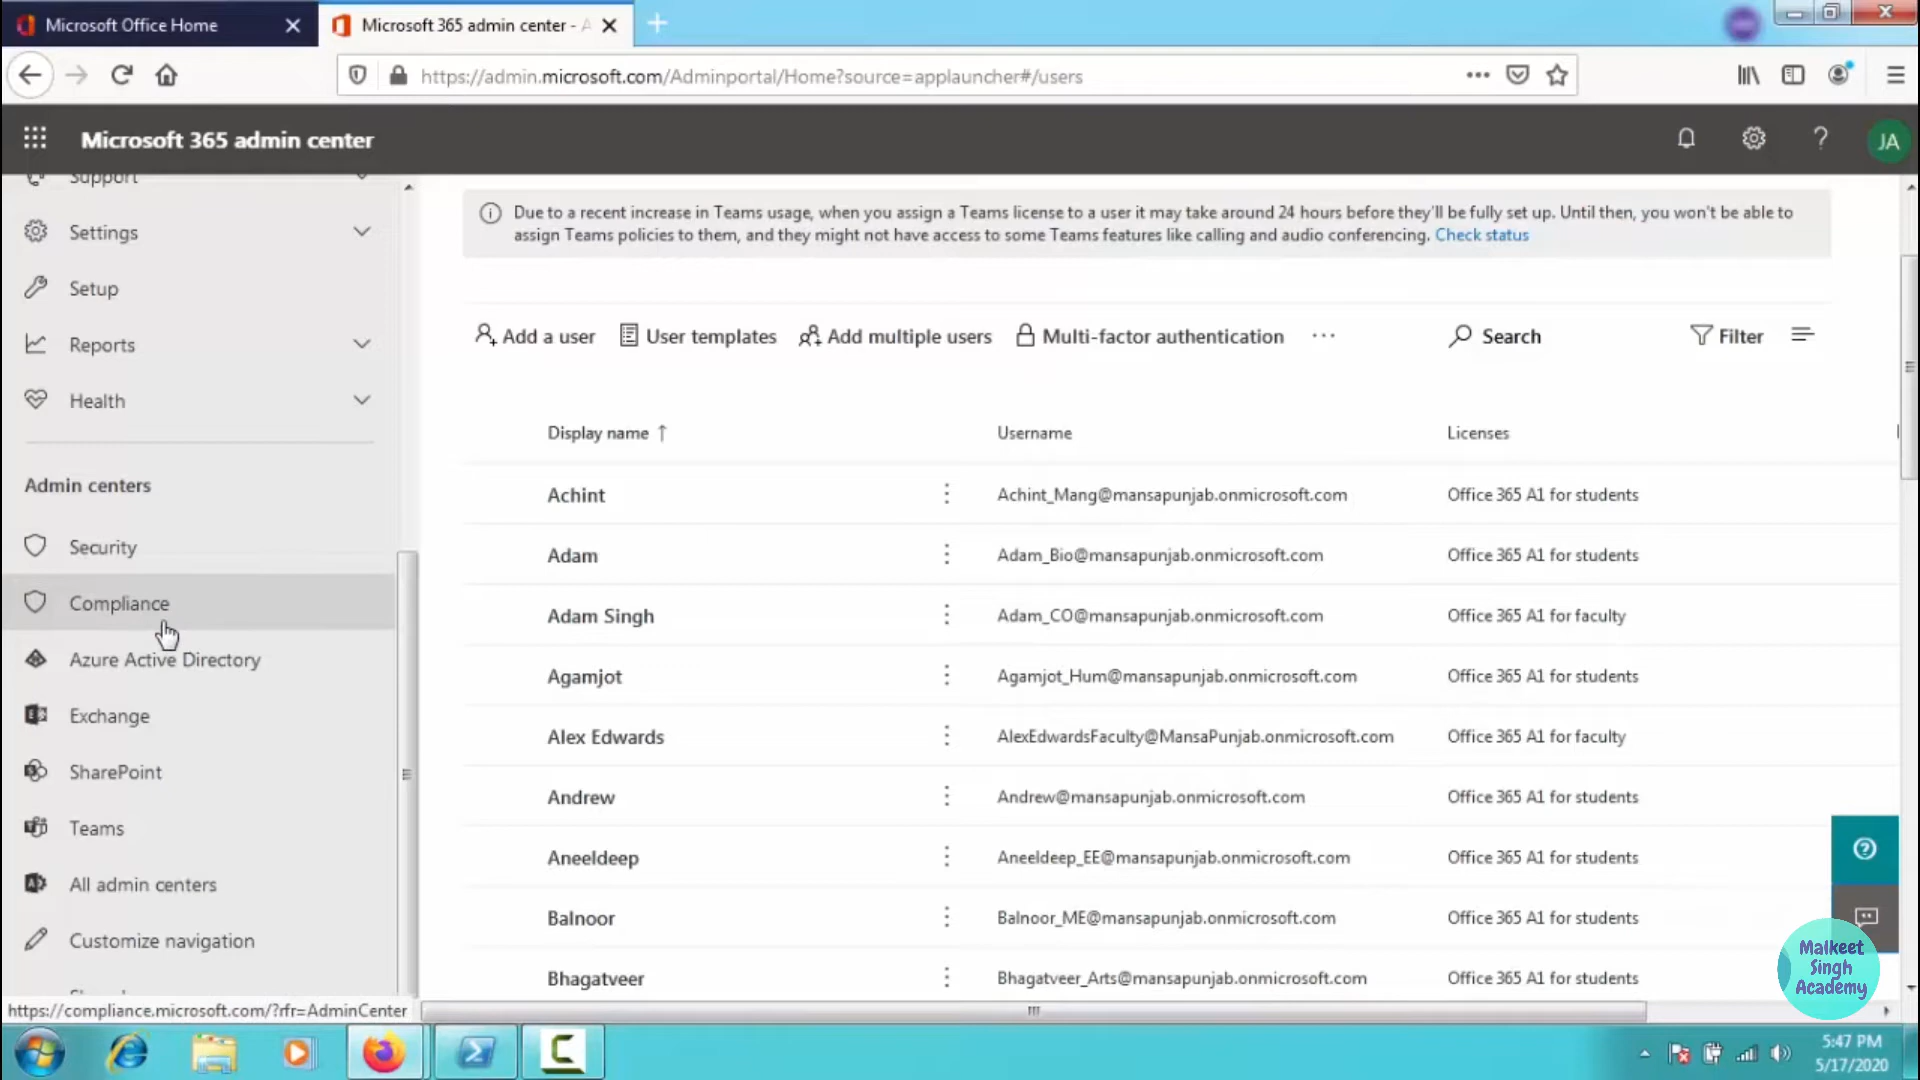 Microsoft Office Home
Microsoft 365 admin center - A
https://admin.microsoft.com/Adminportal/Home?source=applauncher#/users
Microsoft 365 admin center
JA
Support
Settings
Setup
Reports
Health
Admin centers
Security
Compliance
Azure Active Directory
Exchange
SharePoint
Teams
All admin centers
Customize navigation
https://compliance.microsoft.com/?rfr=AdminCenter
Due to a recent increase in Teams usage, when you assign a Teams license to a user it may take around 24 hours before they'll be fully set up. Until then, you won't be able to
assign Teams policies to them, and they might not have access to some Teams features like calling and audio conferencing. Check status
Add a user User templates Add multiple users Multi-factor authentication Search Filter
Display name ↑ Username Licenses
Achint Achint_Mang@mansapunjab.onmicrosoft.com Office 365 A1 for students
Adam Adam_Bio@mansapunjab.onmicrosoft.com Office 365 A1 for students
Adam Singh Adam_CO@mansapunjab.onmicrosoft.com Office 365 A1 for faculty
Agamjot Agamjot_Hum@mansapunjab.onmicrosoft.com Office 365 A1 for students
Alex Edwards AlexEdwardsFaculty@MansaPunjab.onmicrosoft.com Office 365 A1 for faculty
Andrew Andrew@mansapunjab.onmicrosoft.com Office 365 A1 for students
Aneeldeep Aneeldeep_EE@mansapunjab.onmicrosoft.com Office 365 A1 for students
Balnoor Balnoor_ME@mansapunjab.onmicrosoft.com Office 365 A1 for students
Bhagatveer Bhagatveer_Arts@mansapunjab.onmicrosoft.com Office 365 A1 for students
Malkeet
Singh
Academy
5:47 PM
5/17/2020